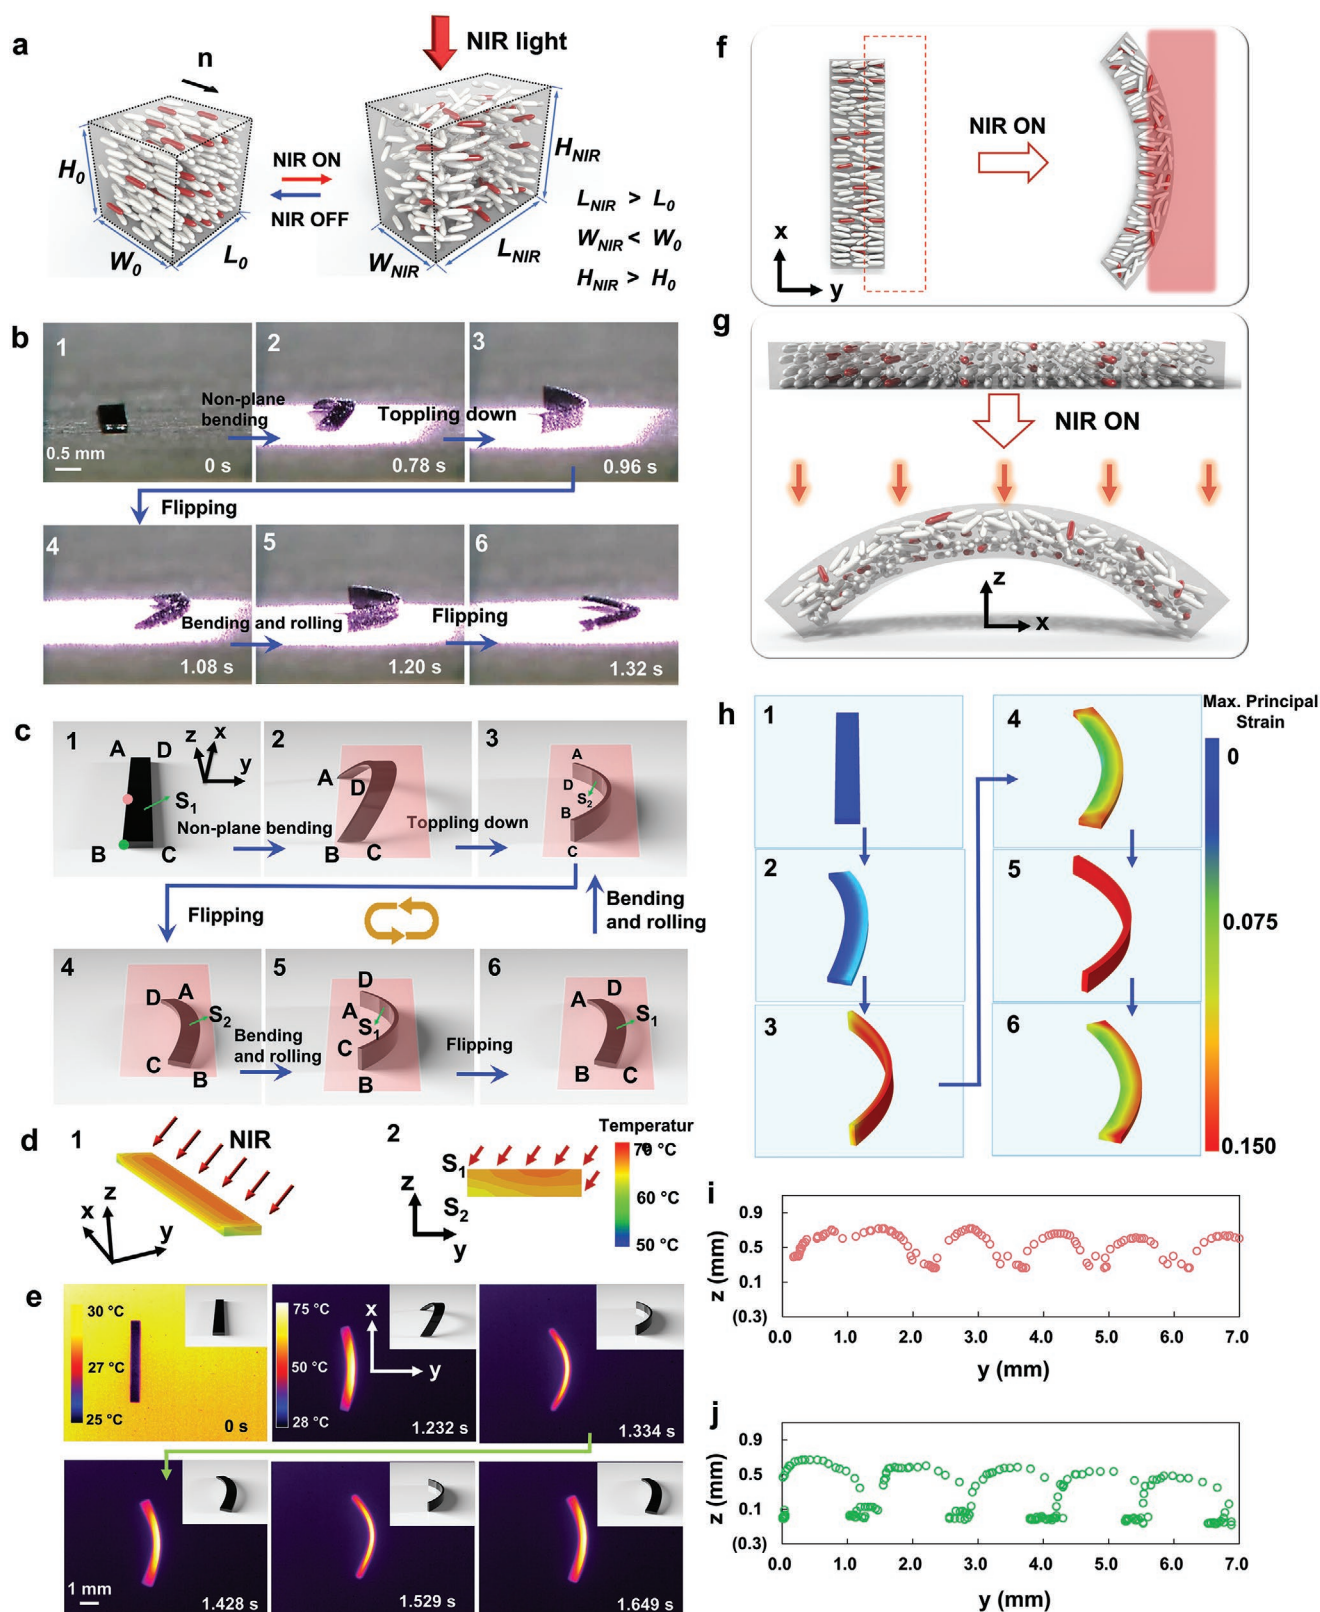 a
n
NIR light
H0
W0
L0
NIR ON
NIR OFF
HNIR
WNIR
LNIR
LNIR > L0
WNIR < W0
HNIR > H0
b
1
0.5 mm
0 s
Non-plane
bending
2
0.78 s
Toppling down
3
0.96 s
Flipping
4
1.08 s
Bending and rolling
5
1.20 s
Flipping
6
1.32 s
c
1
A
D
z
x
y
S1
B
C
Non-plane bending
2
A
D
B
C
Toppling down
3
A
D
S2
B
C
Flipping
Bending
and rolling
4
D
A
S2
C
B
Bending
and rolling
5
D
A
S1
C
B
Flipping
6
D
A
S1
B
C
d
1
NIR
x
z
y
2
S1
S2
z
y
Temperatur
e
70 °C
60 °C
50 °C
e
30 °C
27 °C
25 °C
0 s
75 °C
50 °C
28 °C
x
y
1.232 s
1.334 s
1 mm
1.428 s
1.529 s
1.649 s
f
NIR ON
x
y
g
NIR ON
z
x
h
1
2
3
4
5
6
Max. Principal
Strain
0
0.075
0.150
i
z (mm)
0.9
0.5
0.1
(0.3)
0.0 1.0 2.0 3.0 4.0 5.0 6.0 7.0
y (mm)
j
z (mm)
0.9
0.5
0.1
(0.3)
0.0 1.0 2.0 3.0 4.0 5.0 6.0 7.0
y (mm)